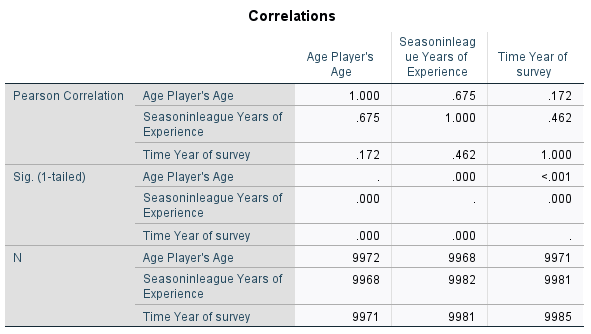 Correlations
Seasoninleag
Age Player's ue Years of Time Year of
Age Experience survey
Pearson Correlation Age Player's Age 1.000 .675 .172
Seasoninleague Years of .675 1.000 .462
Experience
Time Year of survey .172 .462 1.000
Sig. (1-tailed) Age Player's Age . .000 <.001
Seasoninleague Years of .000 . .000
Experience
Time Year of survey .000 .000 .
N Age Player's Age 9972 9968 9971
Seasoninleague Years of 9968 9982 9981
Experience
Time Year of survey 9971 9981 9985